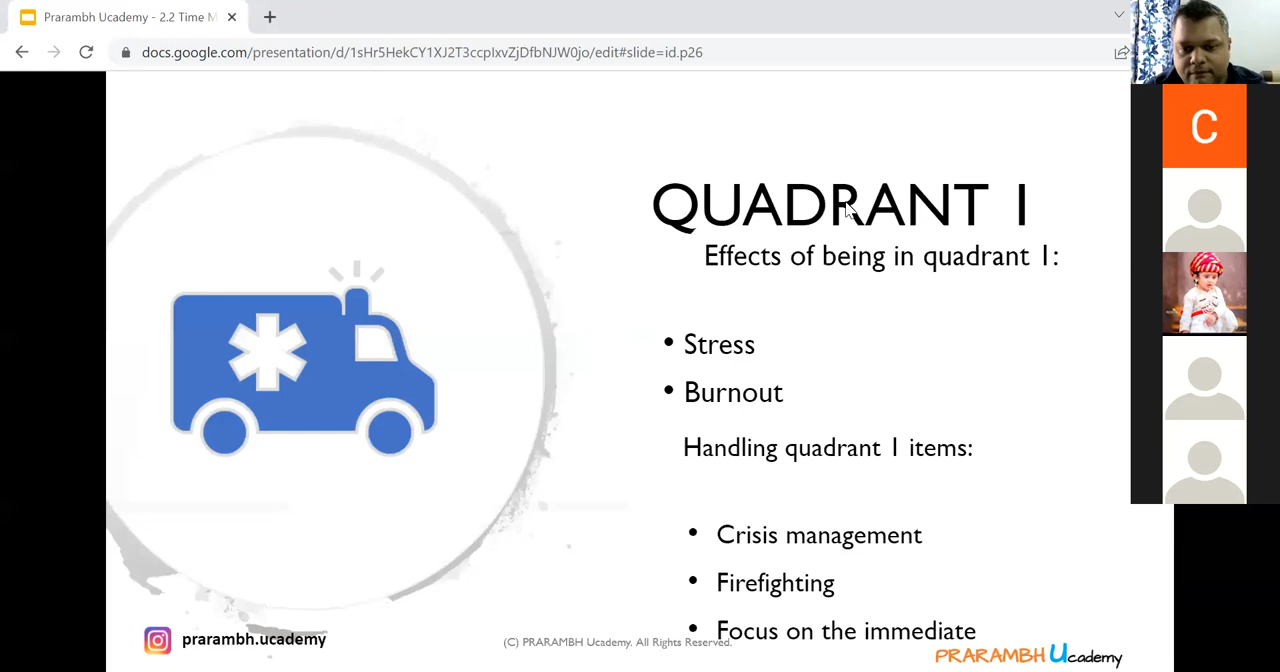 Prarambh Ucademy - 2.2 Time M
docs.google.com/presentation/d/1sHr5HekCY1XJ2T3ccpIxvZjDfbNJW0jo/edit#slide=id.p26
C
QUADRANT 1
Effects of being in quadrant 1:
• Stress
• Burnout
Handling quadrant 1 items:
• Crisis management
• Firefighting
• Focus on the immediate
prarambh.ucademy
(C) PRARAMBH Ucademy. All Rights Reserved.
PRARAMBH Ucademy